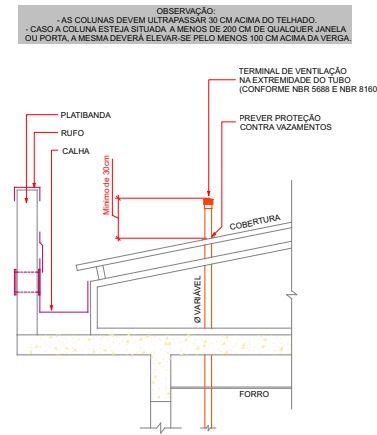 OBSERVAÇÃO:
- AS COLUNAS DEVEM ULTRAPASSAR 30 CM ACIMA DO TELHADO.
- CASO A COLUNA ESTEJA SITUADA A MENOS DE 200 CM DE QUALQUER JANELA
OU PORTA, A MESMA DEVERÁ ELEVAR-SE PELO MENOS 100 CM ACIMA DA VERGA.
TERMINAL DE VENTILAÇÃO
NA EXTREMIDADE DO TUBO
(CONFORME NBR 5688 E NBR 8160
PLATIBANDA
PREVER PROTEÇÃO
CONTRA VAZAMENTOS
RUFO
CALHA
Mínimo de 30cm
COBERTURA
Ø VARIÁVEL
FORRO